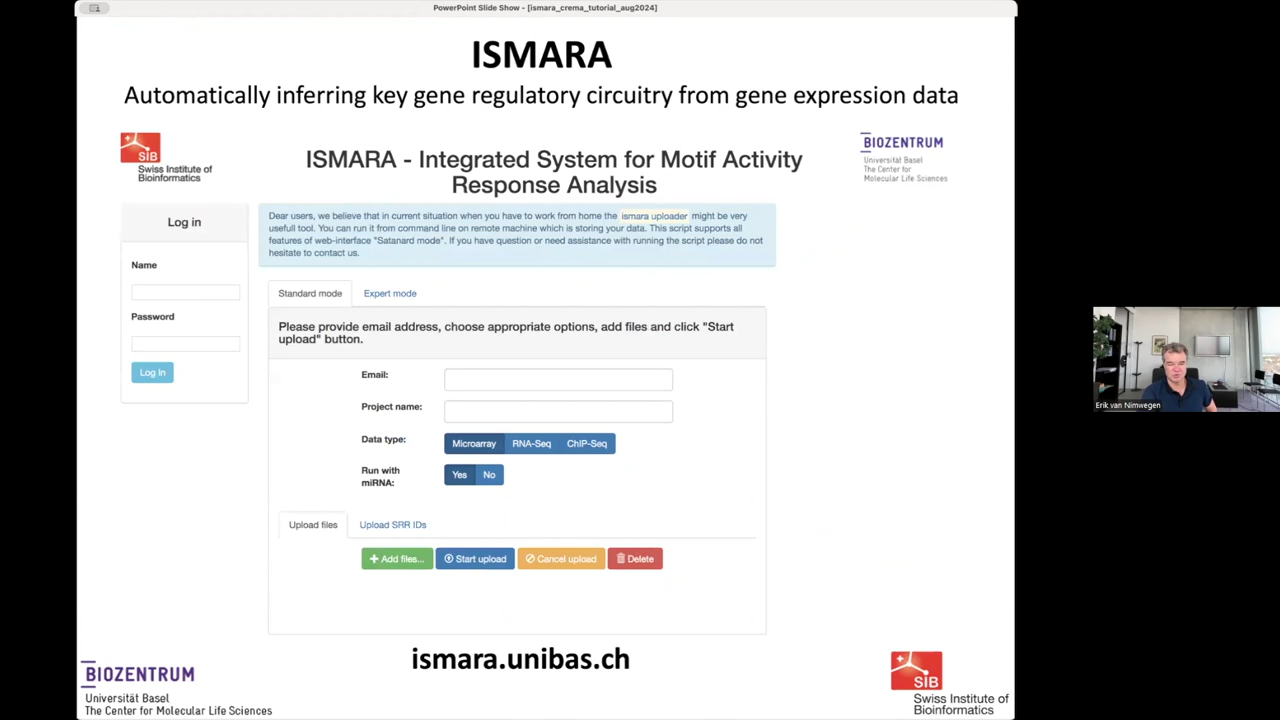 PowerPoint Slide Show - [ismara_crema_tutorial_aug2024]
ISMARA
Automatically inferring key gene regulatory circuitry from gene expression data
SIB
Swiss Institute of
Bioinformatics
ISMARA - Integrated System for Motif Activity
Response Analysis
BIOZENTRUM
Universität Basel
The Center for
Molecular Life Sciences
Log in
Name
Password
Log In
Dear users, we believe that in current situation when you have to work from home the ismara uploader might be very
usefull tool. You can run it from command line on remote machine which is storing your data. This script supports all
features of web-interface "Satanard mode". If you have question or need assistance with running the script please do not
hesitate to contact us.
Standard mode
Expert mode
Please provide email address, choose appropriate options, add files and click "Start
upload" button.
Email:
Project name:
Data type:
Microarray
RNA-Seq
ChIP-Seq
Run with
miRNA:
Yes
No
Upload files
Upload SRR IDs
Add files...
Start upload
Cancel upload
Delete
ismara.unibas.ch
BIOZENTRUM
Universität Basel
The Center for Molecular Life Sciences
SIB
Swiss Institute of
Bioinformatics
Erik van Nimwegen